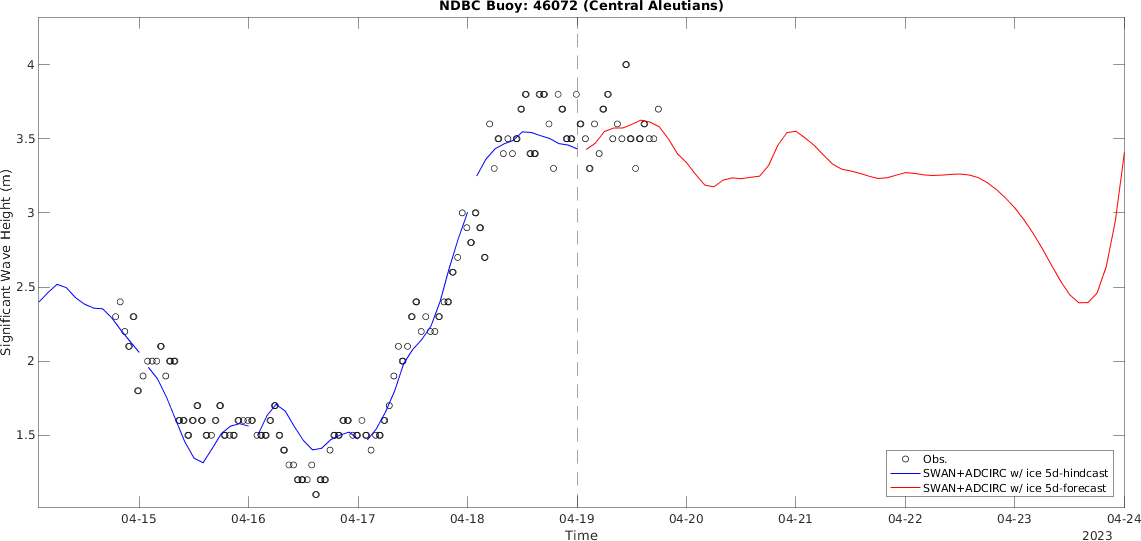 NDBC Buoy: 46072 (Central Aleutians)
Significant Wave Height (m)
4
3.5
3
2.5
2
1.5
Obs.
SWAN+ADCIRC w/ ice 5d-hindcast
SWAN+ADCIRC w/ ice 5d-forecast
04-15 04-16 04-17 04-18 04-19 04-20 04-21 04-22 04-23 04-24
Time
2023